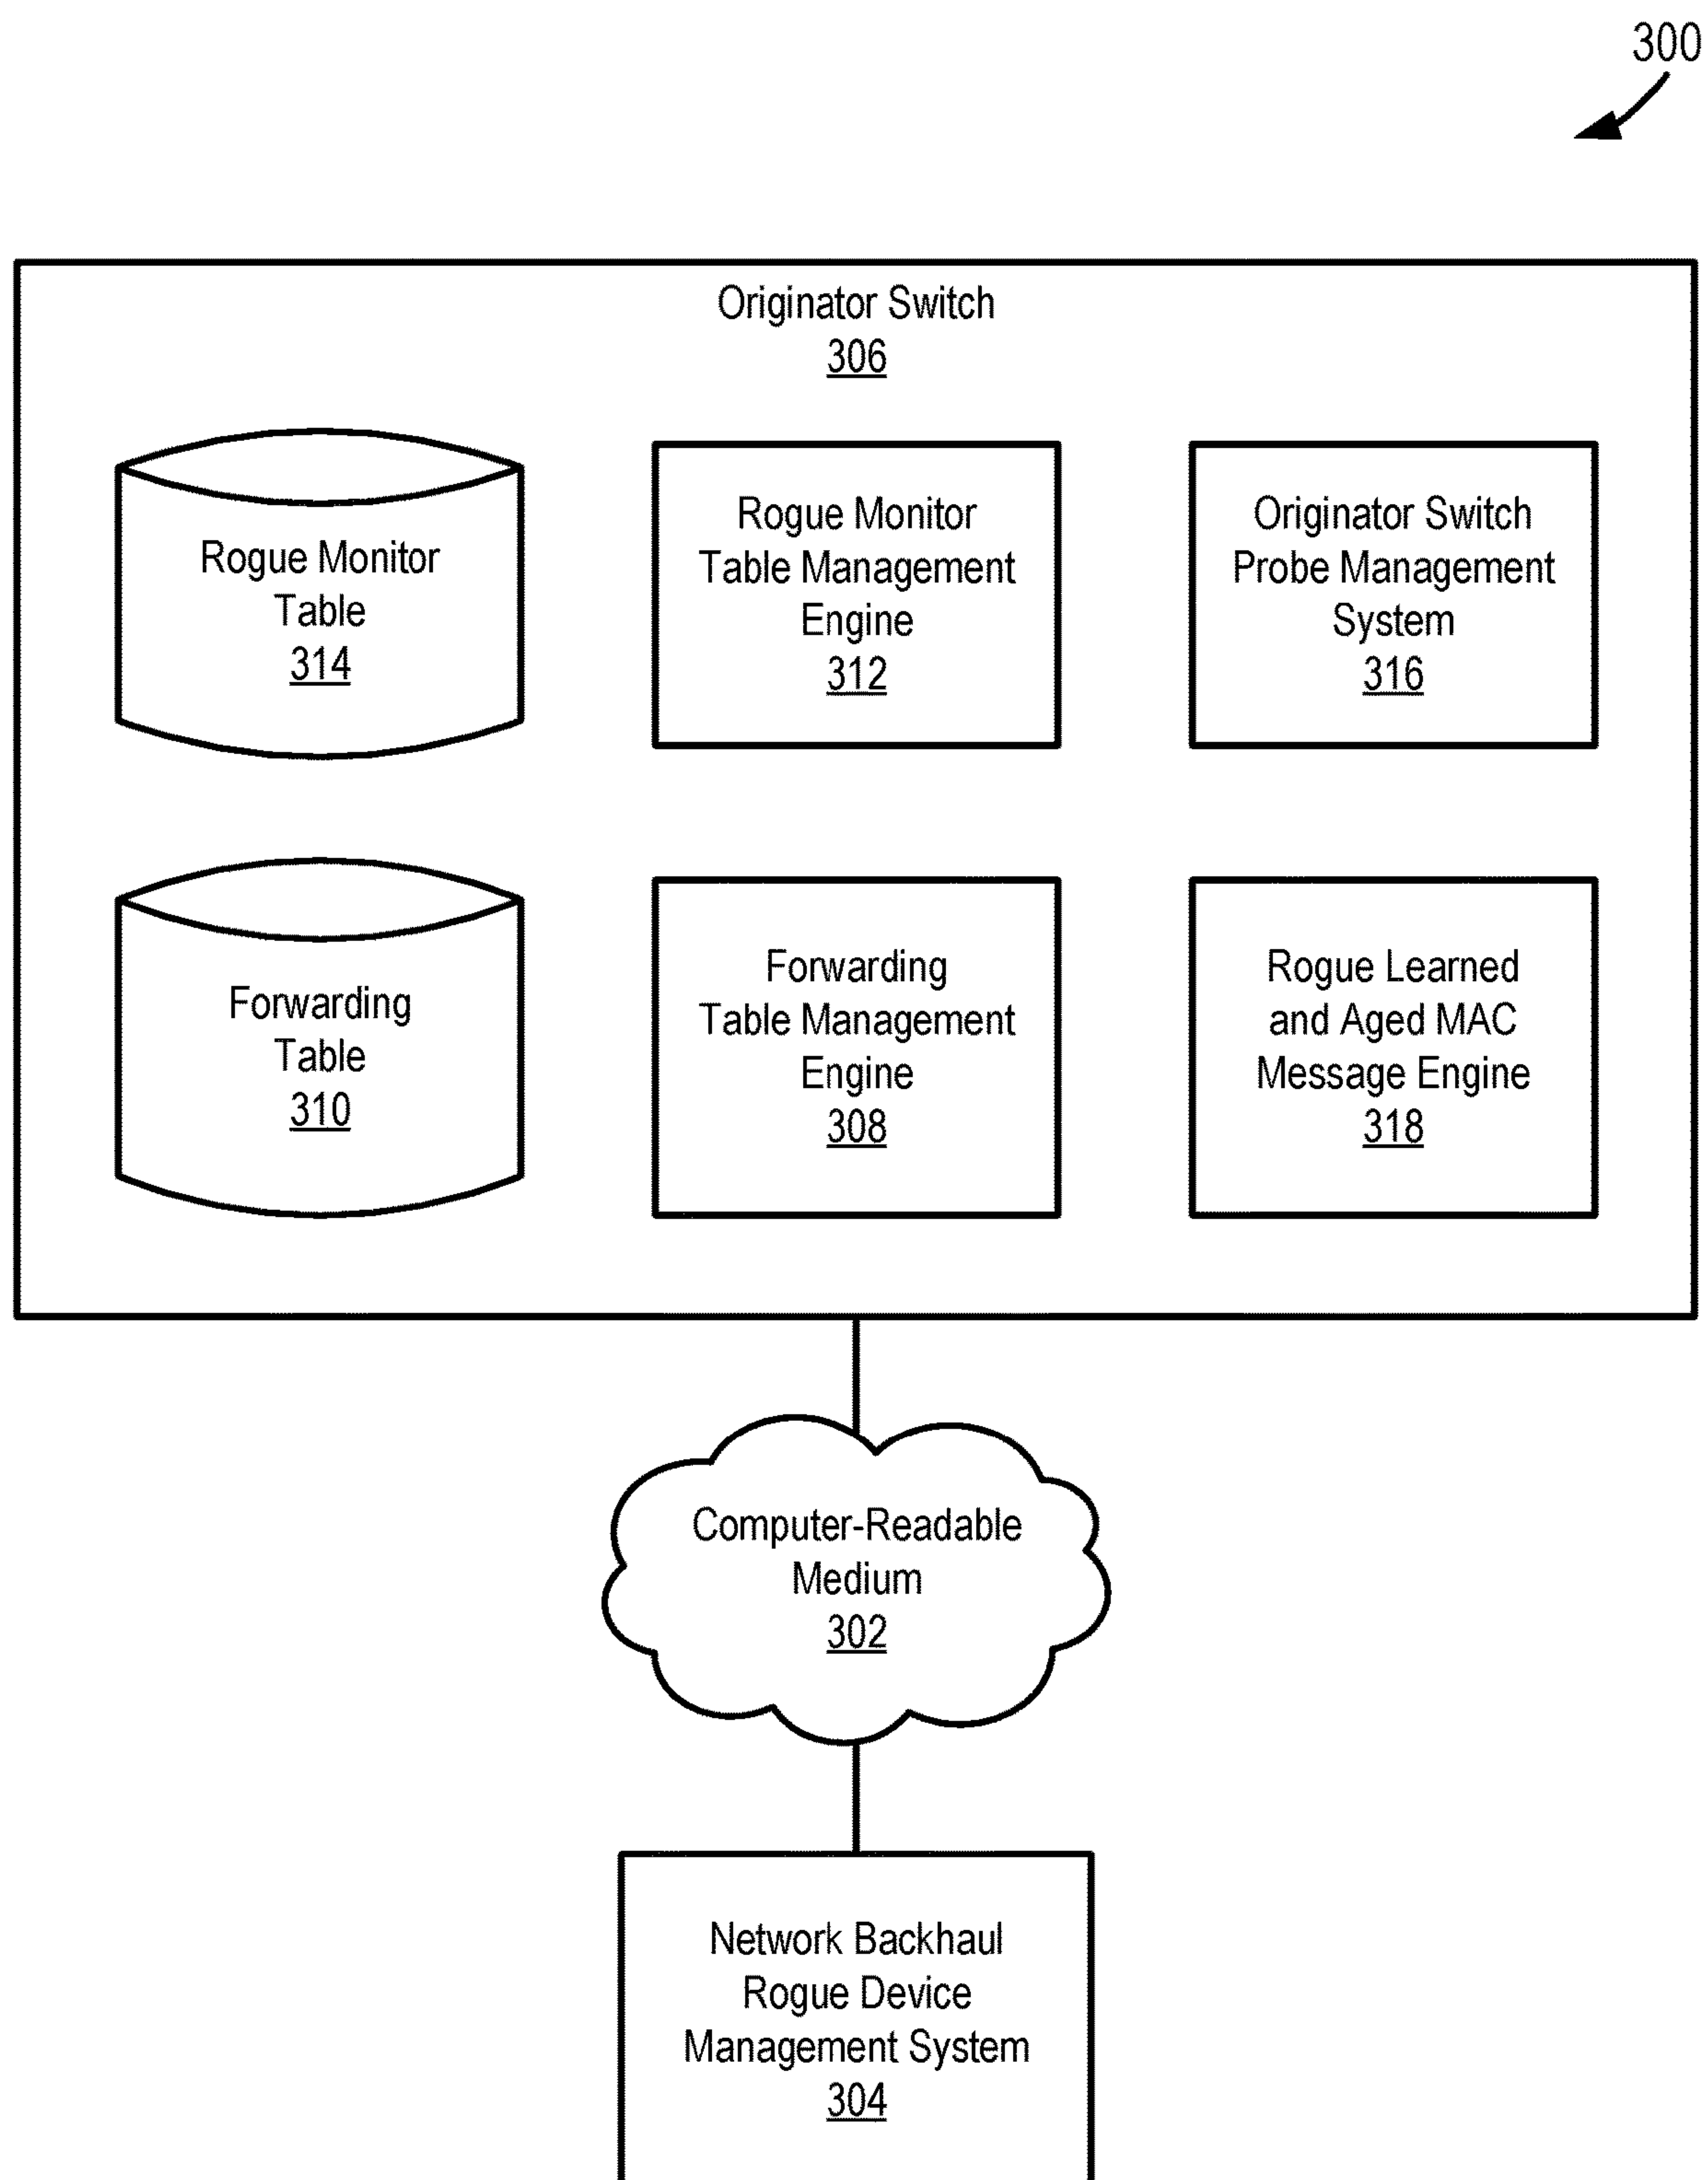 300
Originator Switch
306
Rogue Monitor
Table
314
Rogue Monitor
Table Management
Engine
312
Originator Switch
Probe Management
System
316
Forwarding
Table
310
Forwarding
Table Management
Engine
308
Rogue Learned
and Aged MAC
Message Engine
318
Computer-Readable
Medium
302
Network Backhaul
Rogue Device
Management System
304